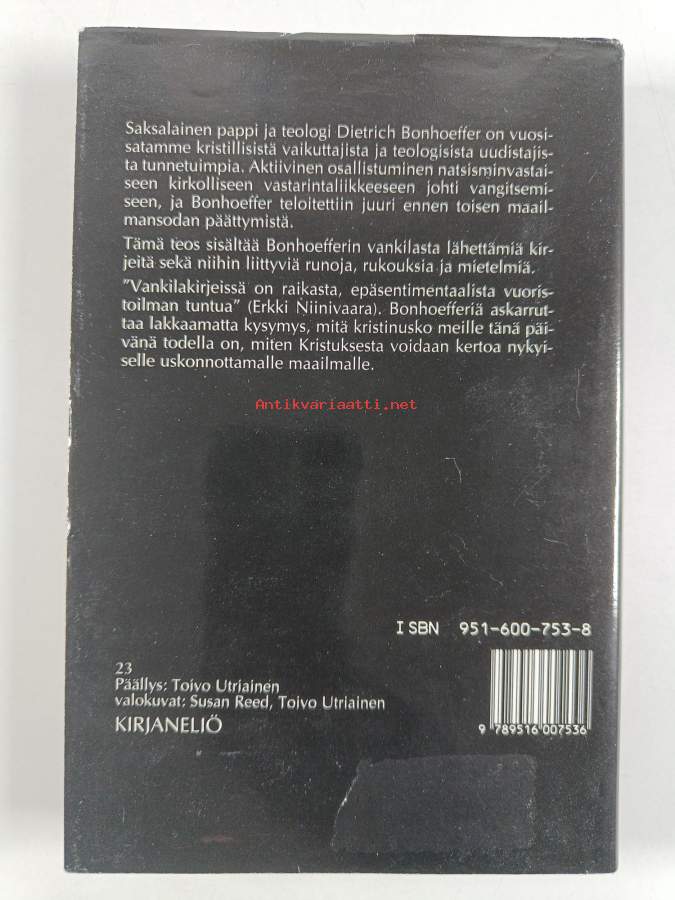 Saksalainen pappi ja teologi Dietrich Bonhoeffer on vuosi-
satamme kristillisistä vaikuttajista ja teologisista uudistajis-
ta tunnetuimpia. Aktiivinen osallistuminen natsisminvastai-
seen kirkolliseen vastarintaliikkeeseen johti vangitsemi-
seen, ja Bonhoeffer teloitettiin juuri ennen toisen maail-
mansodan päättymistä.
Tämä teos sisältää Bonhoefferin vankilasta lähettämiä kir-
jeitä sekä niihin liittyviä runoja, rukouksia ja mietelmiä.
"Vankilakirjeissä on raikasta, epäsentimentaalista vuoris-
toilman tuntua" (Erkki Niinivaara). Bonhoefferiä askarrut-
taa lakkaamatta kysymys, mitä kristinusko meille tänä päi-
vänä todella on, miten Kristuksesta voidaan kertoa nykyi-
selle uskonnottamalle maailmalle.
Antikvariaatti.net
ISBN 951-600-753-8
23
Päällys: Toivo Utriainen
valokuvat: Susan Reed, Toivo Utriainen
KIRJANELIÖ
9 789516 007536